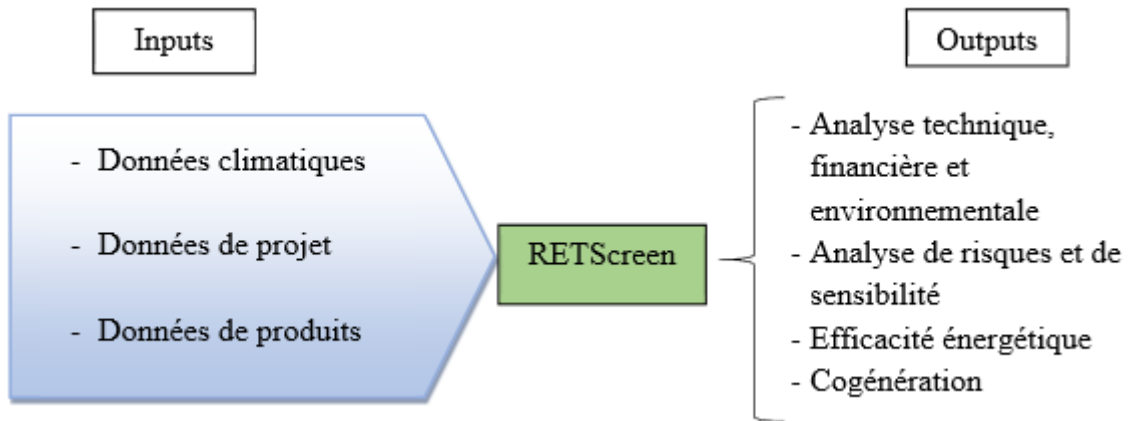 Inputs
Outputs
- Données climatiques
- Données de projet
- Données de produits
RETScreen
- Analyse technique,
financière et
environnementale
- Analyse de risques et de
sensibilité
- Efficacité énergétique
- Cogénération